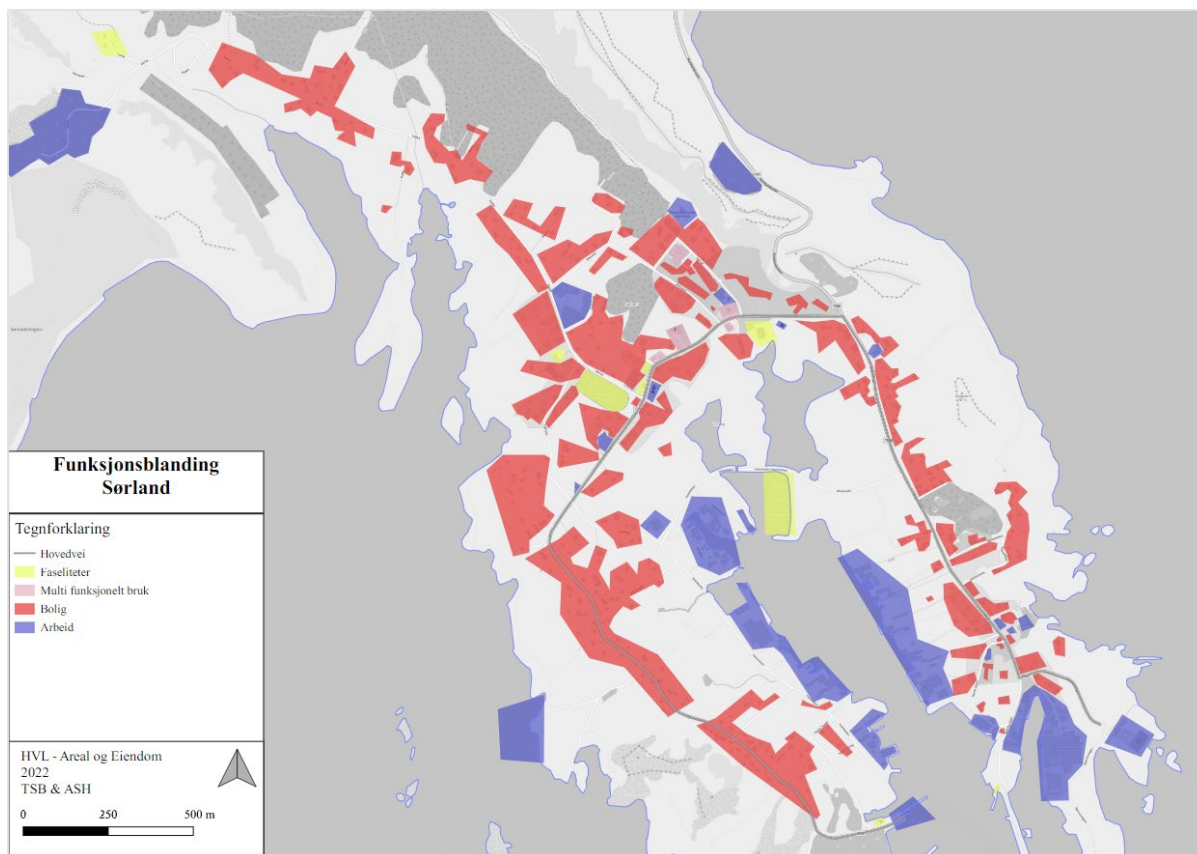 Funksjonsblanding
Sørland
Tegnforklaring
Hovedvei
Faseliteter
Multi funksjonelt bruk
Bolig
Arbeid
HVL - Areal og Eiendom
2022
TSB & ASH
0 250 500 m